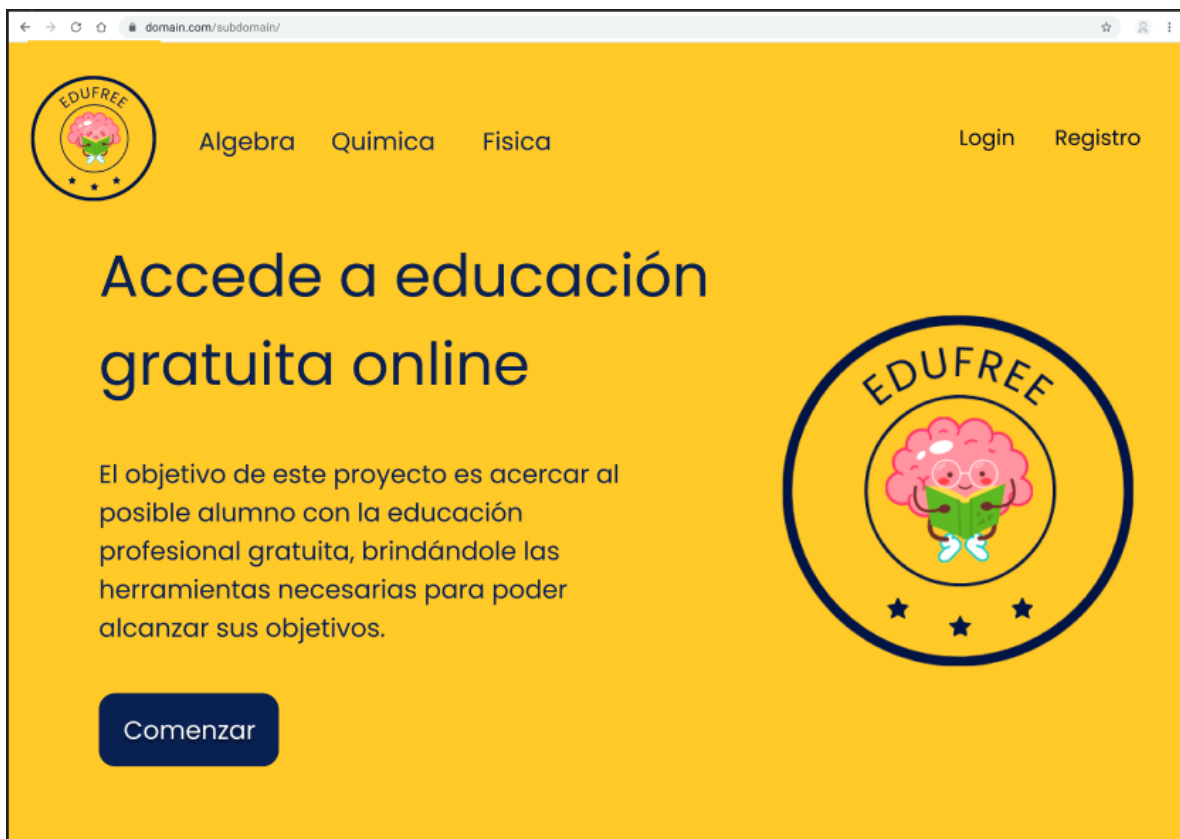 domain.com/subdomain/
EDUFREE
Algebra Quimica Fisica
Login Registro
Accede a educación
gratuita online
EDUFREE
El objetivo de este proyecto es acercar al
posible alumno con la educación
profesional gratuita, brindándole las
herramientas necesarias para poder
alcanzar sus objetivos.
Comenzar